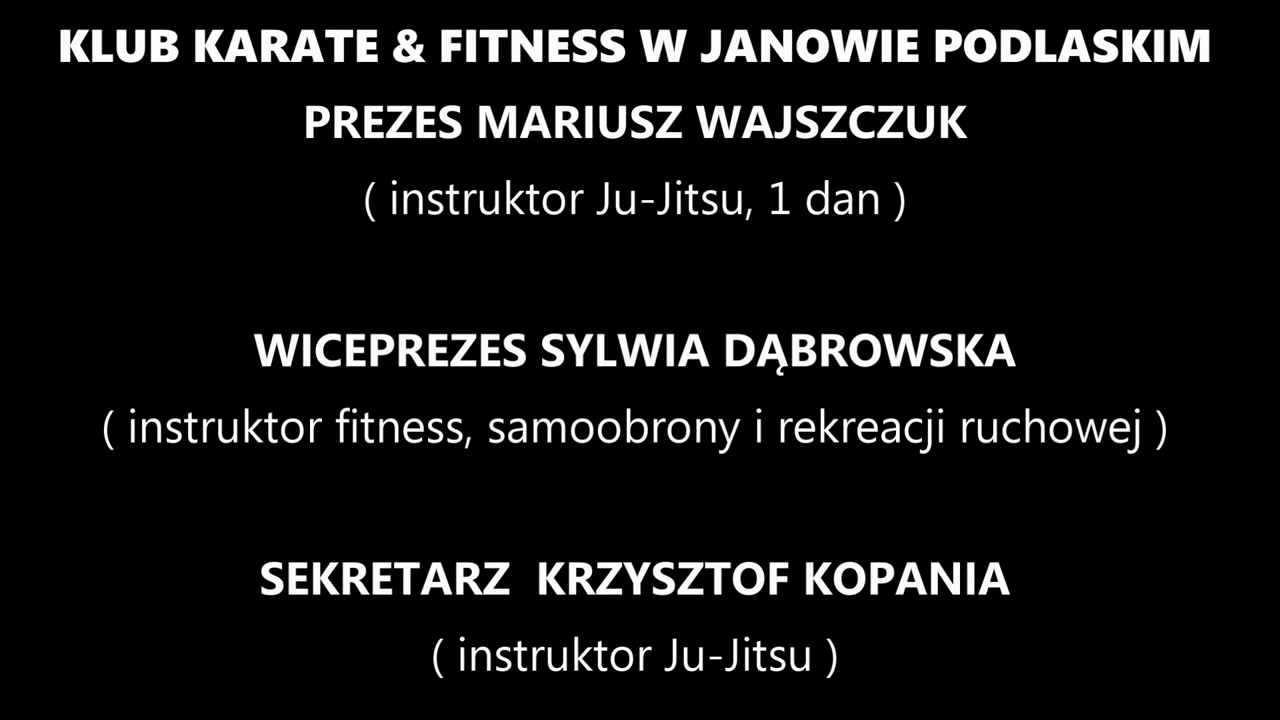 KLUB KARATE & FITNESS W JANOWIE PODLASKIM
PREZES MARIUSZ WAJSZCZUK
( instruktor Ju-Jitsu, 1 dan )
WICEPREZES SYLWIA DĄBROWSKA
( instruktor fitness, samoobrony i rekreacji ruchowej )
SEKRETARZ  KRZYSZTOF KOPANIA
( instruktor Ju-Jitsu )